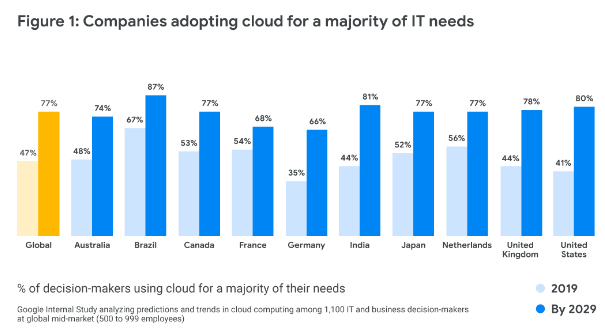 Figure 1: Companies adopting cloud for a majority of IT needs
47% 77%
48% 74%
67% 87%
53% 77%
54% 68%
35% 66%
44% 81%
52% 77%
56% 77%
44% 78%
41% 80%
Global
Australia
Brazil
Canada
France
Germany
India
Japan
Netherlands
United
Kingdom
United
States
% of decision-makers using cloud for a majority of their needs
2019
By 2029
Google Internal Study analyzing predictions and trends in cloud computing among 1,100 IT and business decision-makers
at global mid-market (500 to 999 employees)